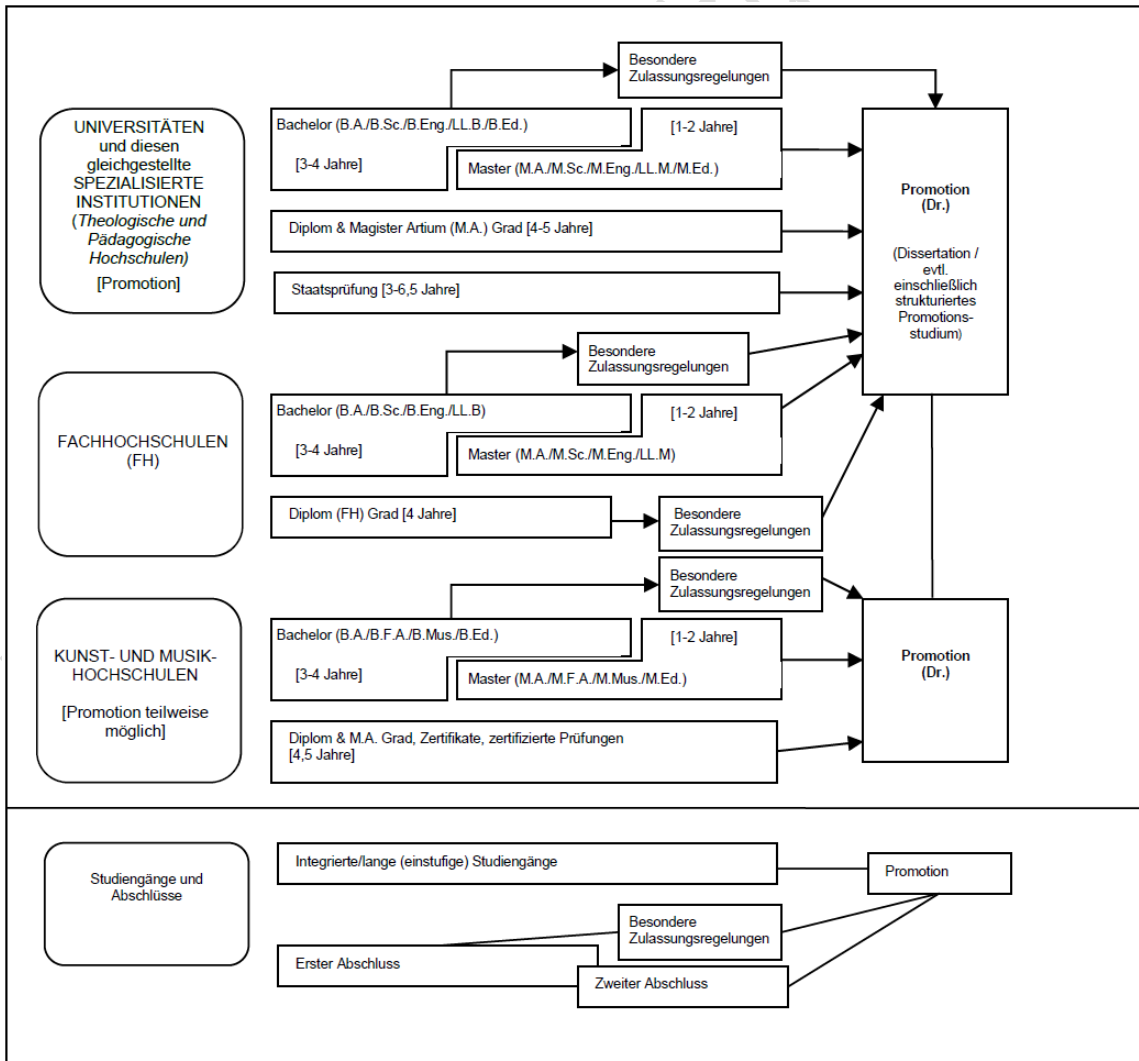 Besondere
Zulassungsregelungen
UNIVERSITÄTEN
und diesen
gleichgestellte
SPEZIALISIERTE
INSTITUTIONEN
(Theologische und
Pädagogische
Hochschulen)
[Promotion]
Bachelor (B.A./B.Sc./B.Eng./LL.B./B.Ed.)
[1-2 Jahre]
[3-4 Jahre]
Master (M.A./M.Sc./M.Eng./LL.M./M.Ed.)
Diplom & Magister Artium (M.A.) Grad [4-5 Jahre]
Staatsprüfung [3-6,5 Jahre]
Promotion
(Dr.)
(Dissertation /
evtl.
einschließlich
strukturiertes
Promotions-
studium)
Besondere
Zulassungsregelungen
FACHHOCHSCHULEN
(FH)
Bachelor (B.A./B.Sc./B.Eng./LL.B)
[1-2 Jahre]
[3-4 Jahre]
Master (M.A./M.Sc./M.Eng./LL.M)
Diplom (FH) Grad [4 Jahre]
Besondere
Zulassungsregelungen
Besondere
Zulassungsregelungen
KUNST- UND MUSIK-
HOCHSCHULEN
[Promotion teilweise
möglich]
Bachelor (B.A./B.F.A./B.Mus./B.Ed.)
[1-2 Jahre]
[3-4 Jahre]
Master (M.A./M.F.A./M.Mus./M.Ed.)
Diplom & M.A. Grad, Zertifikate, zertifizierte Prüfungen
[4,5 Jahre]
Promotion
(Dr.)
Studiengänge und
Abschlüsse
Integrierte/lange (einstufige) Studiengänge
Promotion
Besondere
Zulassungsregelungen
Erster Abschluss
Zweiter Abschluss